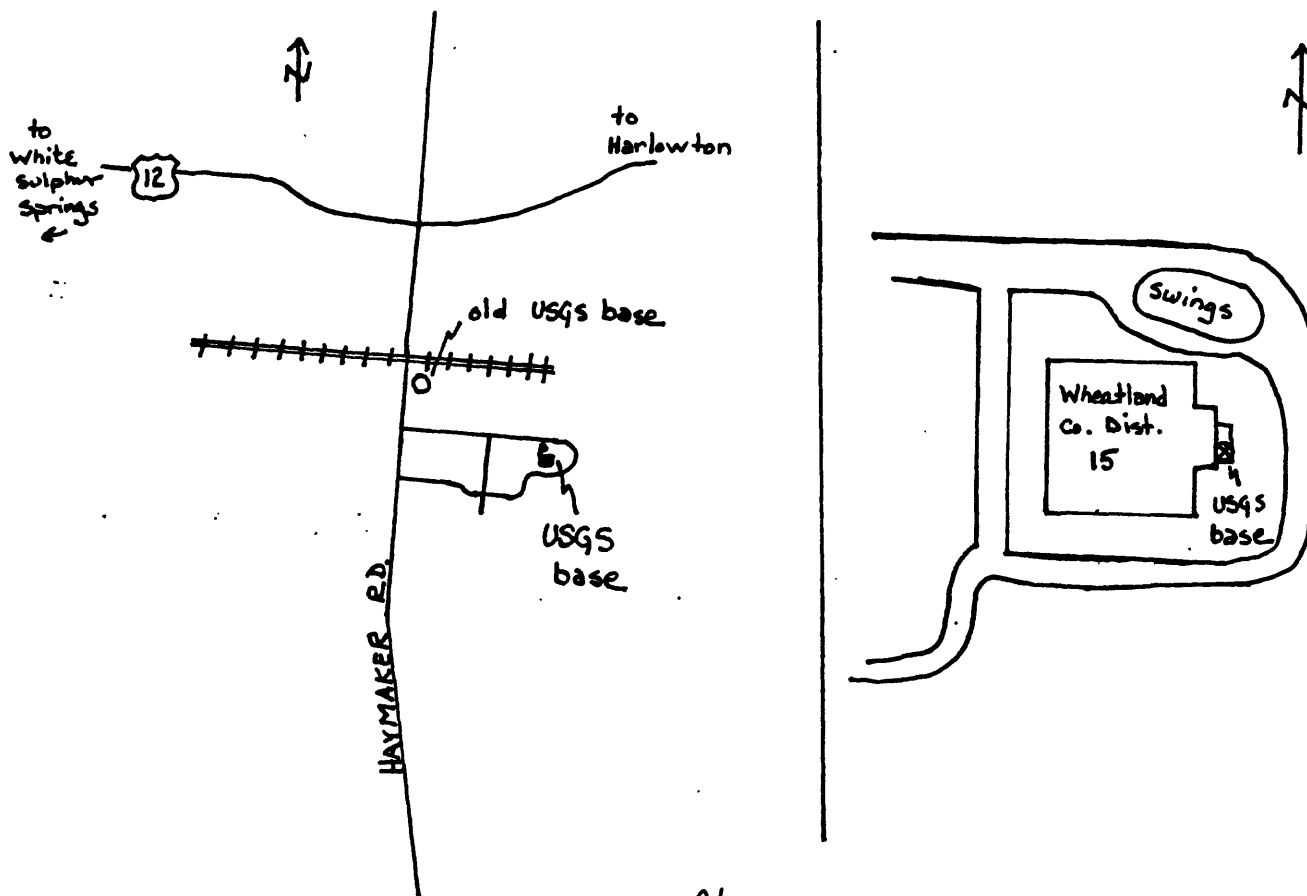 N
to
White
Sulphur
Springs
12
to
Harlowton
old USGS base
USGS
base
HAYMAKER RD.
N
Swings
Wheatland
Co. Dist.
15
USGS
base